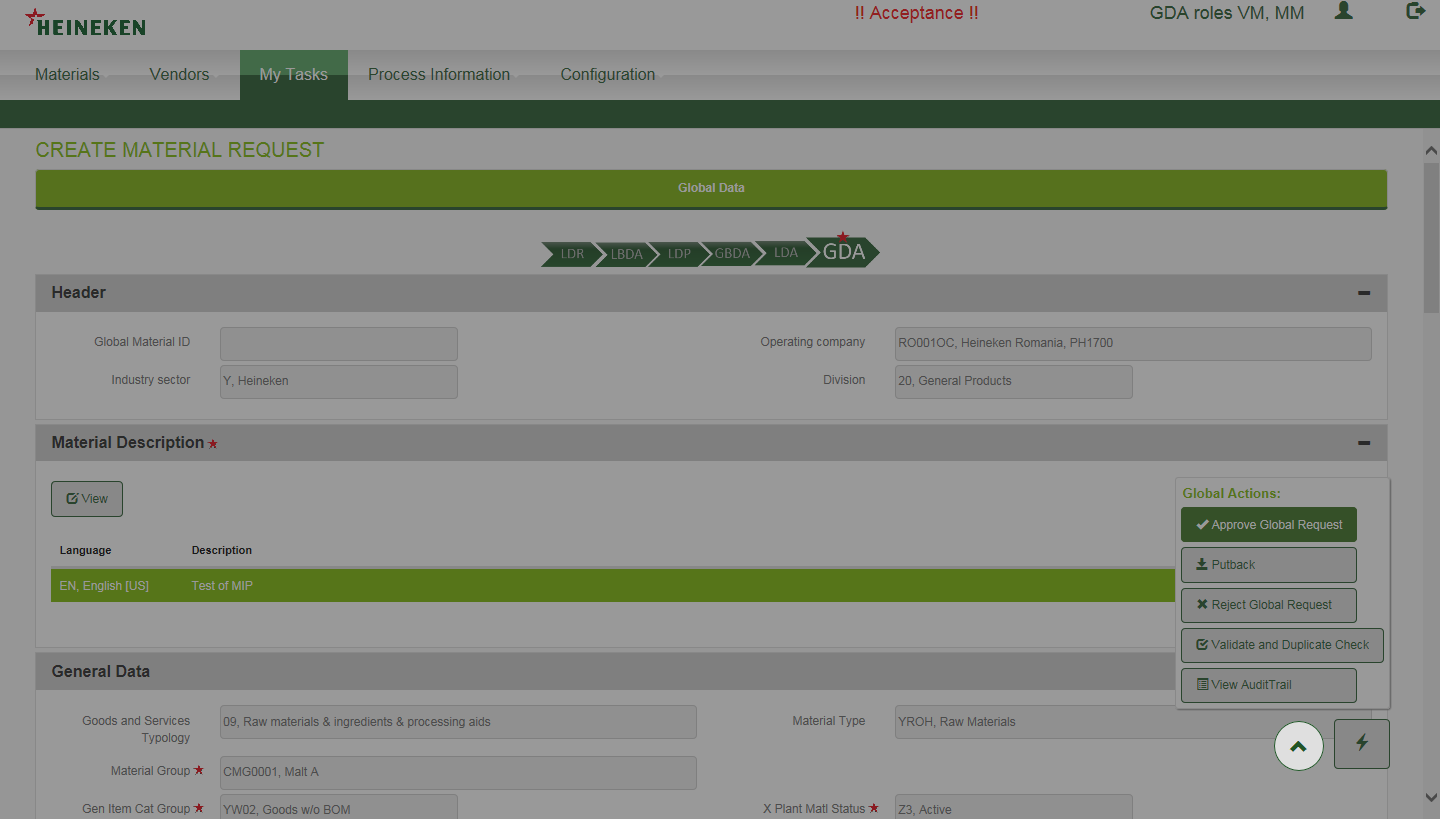 HEINEKEN
!! Acceptance !!
GDA roles VM, MM
Materials
Vendors
My Tasks
Process Information
Configuration
CREATE MATERIAL REQUEST
Global Data
LDR
LBDA
LDP
GBDA
LDA
GDA
Header
Global Material ID
Operating company
RO001OC, Heineken Romania, PH1700
Industry sector
Y, Heineken
Division
20, General Products
Material Description
View
Language
Description
EN, English [US]
Test of MIP
Global Actions:
Approve Global Request
Putback
Reject Global Request
Validate and Duplicate Check
View AuditTrail
General Data
Goods and Services
Typology
09, Raw materials & ingredients & processing aids
Material Type
YROH, Raw Materials
Material Group
CMG0001, Malt A
Gen Item Cat Group
YW02, Goods w/o BOM
X Plant Matl Status
Z3, Active